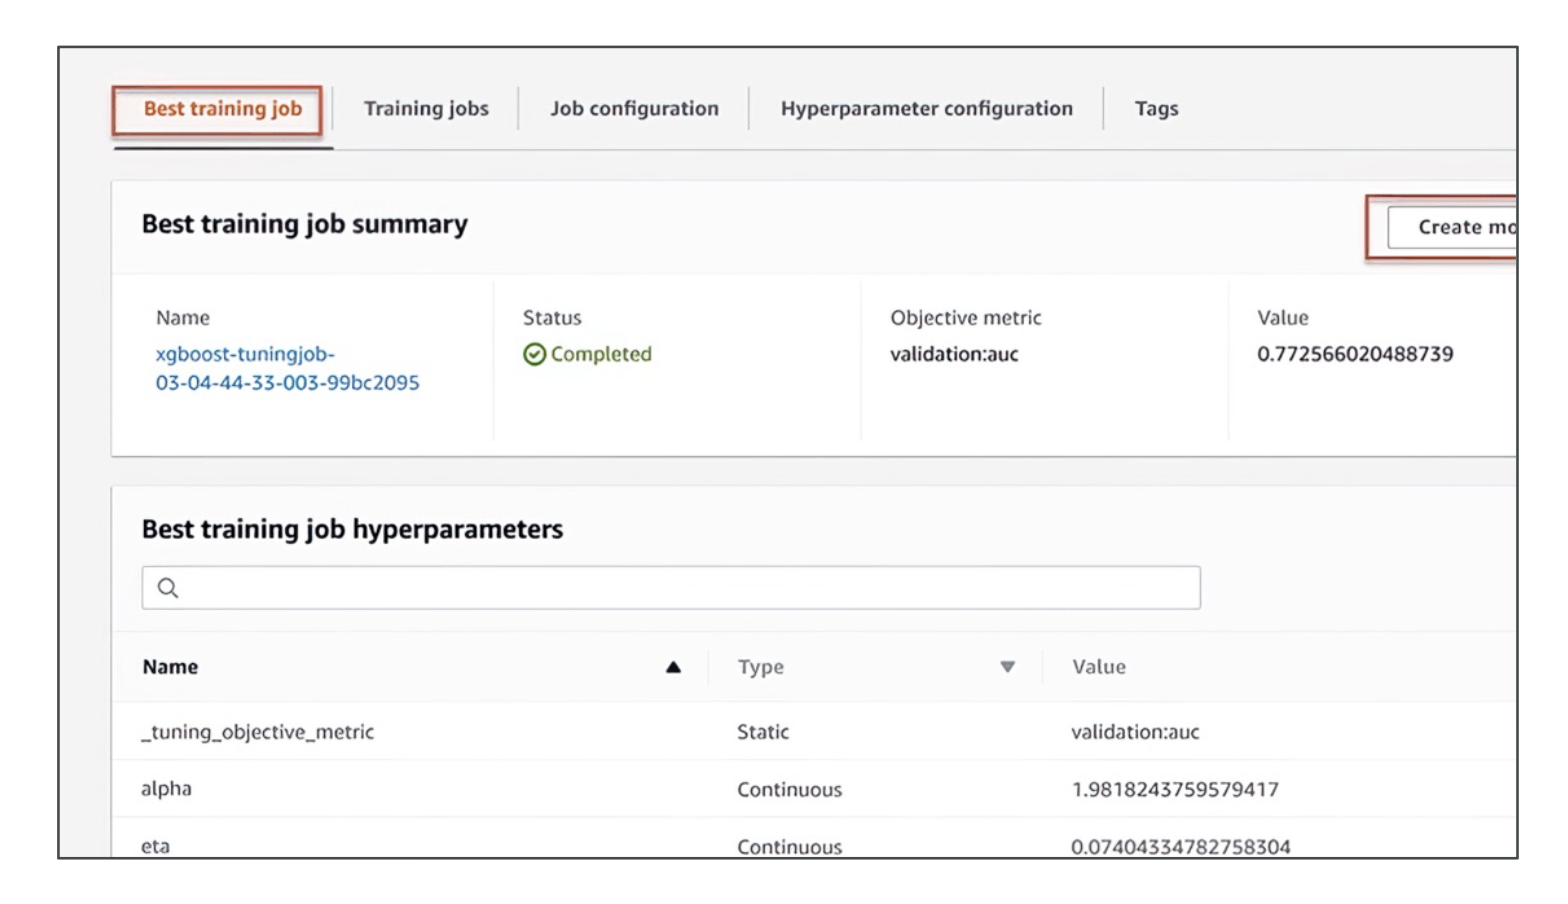 Best training job Training jobs Job configuration Hyperparameter configuration Tags
Best training job summary
Create
Name Status Objective metric Value
xgboost-tuningjob- Completed validation:auc 0.772566020488739
03-04-44-33-003-99bc2095
Best training job hyperparameters
Name Type Value
_tuning_objective_metric Static validation:auc
alpha Continuous 1.9818243759579417
eta Continuous 0.07404334782758304